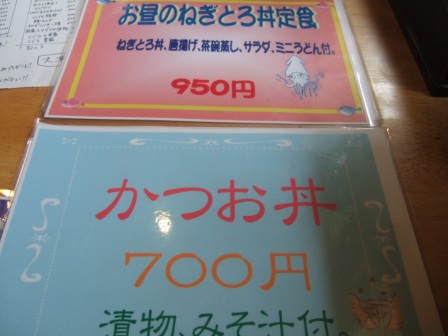 お昼のねぎとろ丼定食
ねぎとろ丼、唐揚げ、茶碗蒸し、サラダ、ミニうどん付。
950円
かつお丼
700円
漬物、みそ汁付。